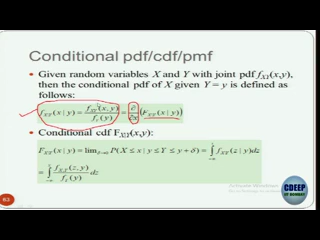 Conditional pdf/cdf/pmf
• Given random variables X and Y with joint pdf f_XY(x,y),
then the conditional pdf of X given Y = y is defined as
follows:
f_X|Y(x | y) = f_XY(x, y) / f_Y(y) = ∂/∂x (F_X|Y(x | y))
• Conditional cdf F_X|Y(x,y):
F_X|Y(x | y) = lim_δ→0 P(X ≤ x | y ≤ Y ≤ y + δ) = ∫ f_X|Y(z | y)dz
= ∫ f_XY(z, y) / f_Y(y) dz
83
CDEEP
IIT Bombay